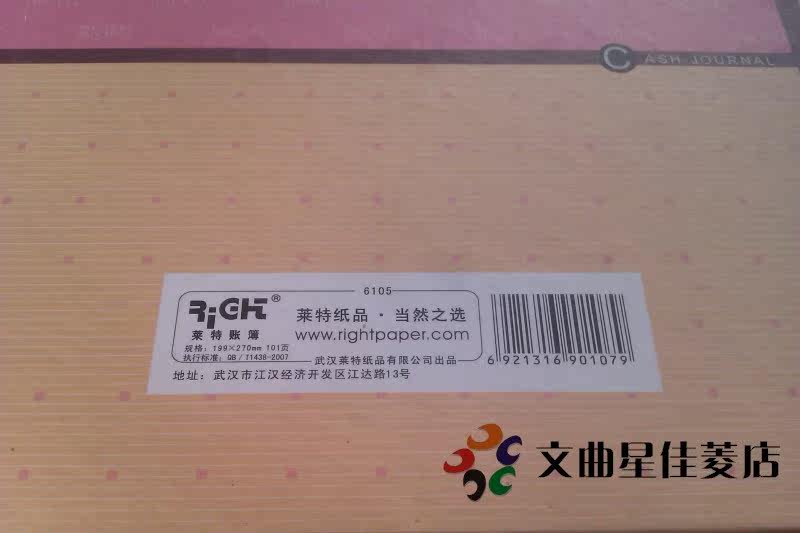 CASH JOURNAL
6105
RiGHt®
莱特账簿
莱特纸品·当然之选
www.rightpaper.com
规格：199×270mm 101页
执行标准：QB/T1438-2007
武汉莱特纸品有限公司出品
6 921316 901079
地址：武汉市江汉经济开发区江达路13号
文曲星佳菱店